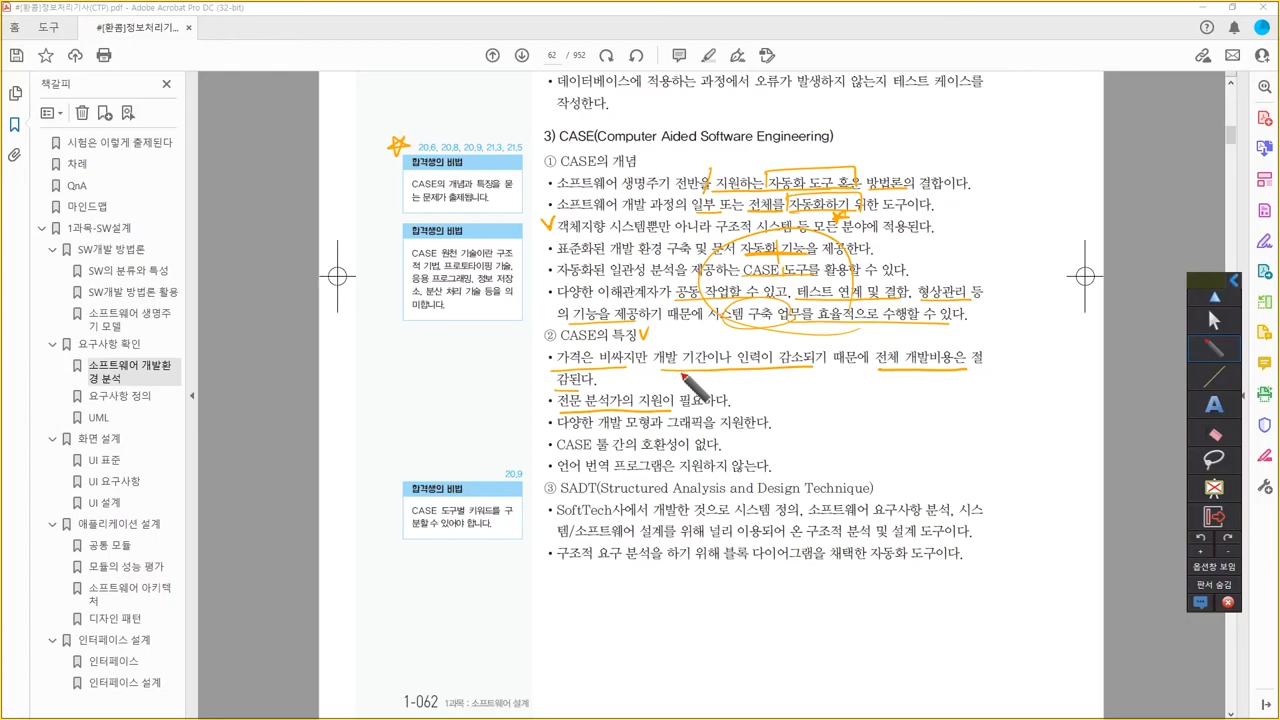 #[환콤]정보처리기사(CTP).pdf - Adobe Acrobat Pro DC (32-bit)
홈 도구 #[환콤]정보처리기...
62 / 952
책갈피
시험은 이렇게 출제된다
차례
QnA
마인드맵
1과목-SW설계
SW개발 방법론
SW의 분류와 특성
SW개발 방법론 활용
소프트웨어 생명주
기 모델
요구사항 확인
소프트웨어 개발환
경 분석
요구사항 정의
UML
화면 설계
UI 표준
UI 요구사항
UI 설계
애플리케이션 설계
공통 모듈
모듈의 성능 평가
소프트웨어 아키텍
처
디자인 패턴
인터페이스 설계
인터페이스
인터페이스 설계
20.6, 20.8, 20.9, 21.3, 21.5
합격생의 비법
CASE의 개념과 특징을 묻
는 문제가 출제됩니다.
합격생의 비법
CASE 원천 기술이란 구조
적 기법, 프로토타이핑 기술,
응용 프로그래밍, 정보 저장
소, 분산 처리 기술 등을 의
미합니다.
20.9
합격생의 비법
CASE 도구별 키워드를 구
분할 수 있어야 합니다.
• 데이터베이스에 적용하는 과정에서 오류가 발생하지 않는지 테스트 케이스를
작성한다.
3) CASE(Computer Aided Software Engineering)
① CASE의 개념
• 소프트웨어 생명주기 전반을 지원하는 자동화 도구 혹은 방법론의 결합이다.
• 소프트웨어 개발 과정의 일부 또는 전체를 자동화하기 위한 도구이다.
• 객체지향 시스템뿐만 아니라 구조적 시스템 등 모든 분야에 적용된다.
• 표준화된 개발 환경 구축 및 문서 자동화 기능을 제공한다.
• 자동화된 일관성 분석을 제공하는 CASE 도구를 활용할 수 있다.
• 다양한 이해관계자가 공동 작업할 수 있고, 테스트 연계 및 결함, 형상관리 등
의 기능을 제공하기 때문에 시스템 구축 업무를 효율적으로 수행할 수 있다.
② CASE의 특징
• 가격은 비싸지만 개발 기간이나 인력이 감소되기 때문에 전체 개발비용은 절
감된다.
• 전문 분석가의 지원이 필요하다.
• 다양한 개발 모형과 그래픽을 지원한다.
• CASE 툴 간의 호환성이 없다.
• 언어 번역 프로그램은 지원하지 않는다.
③ SADT(Structured Analysis and Design Technique)
• SoftTech사에서 개발한 것으로 시스템 정의, 소프트웨어 요구사항 분석, 시스
템/소프트웨어 설계를 위해 널리 이용되어 온 구조적 분석 및 설계 도구이다.
• 구조적 요구 분석을 하기 위해 블록 다이어그램을 채택한 자동화 도구이다.
1-062 1과목 : 소프트웨어 설계
A
+ -
옵션창 보임
판서 숨김